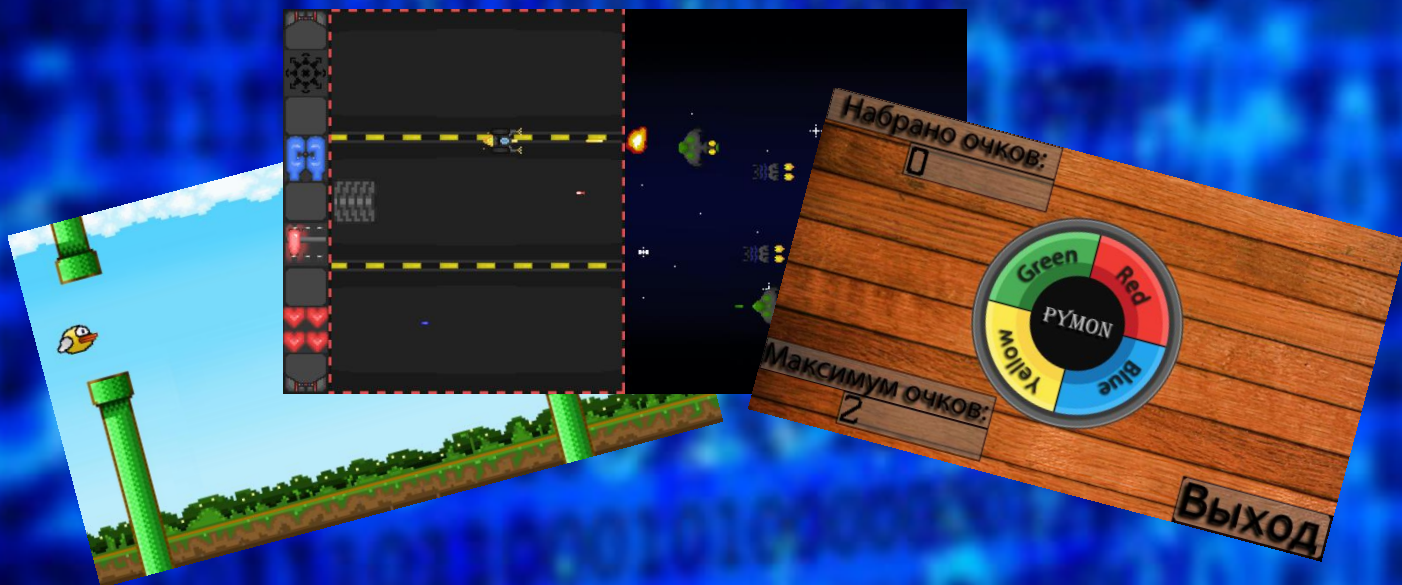 Набрано очков:
0
Green
Red
PYMON
Yellow
Blue
Максимум очков:
2
Выход